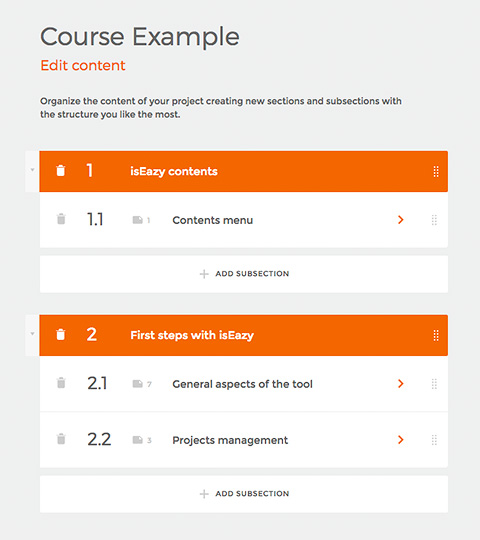 Course Example
Edit content
Organize the content of your project creating new sections and subsections with
the structure you like the most.
1 isEazy contents
1.1 1 Contents menu
ADD SUBSECTION
2 First steps with isEazy
2.1 7 General aspects of the tool
2.2 3 Projects management
ADD SUBSECTION